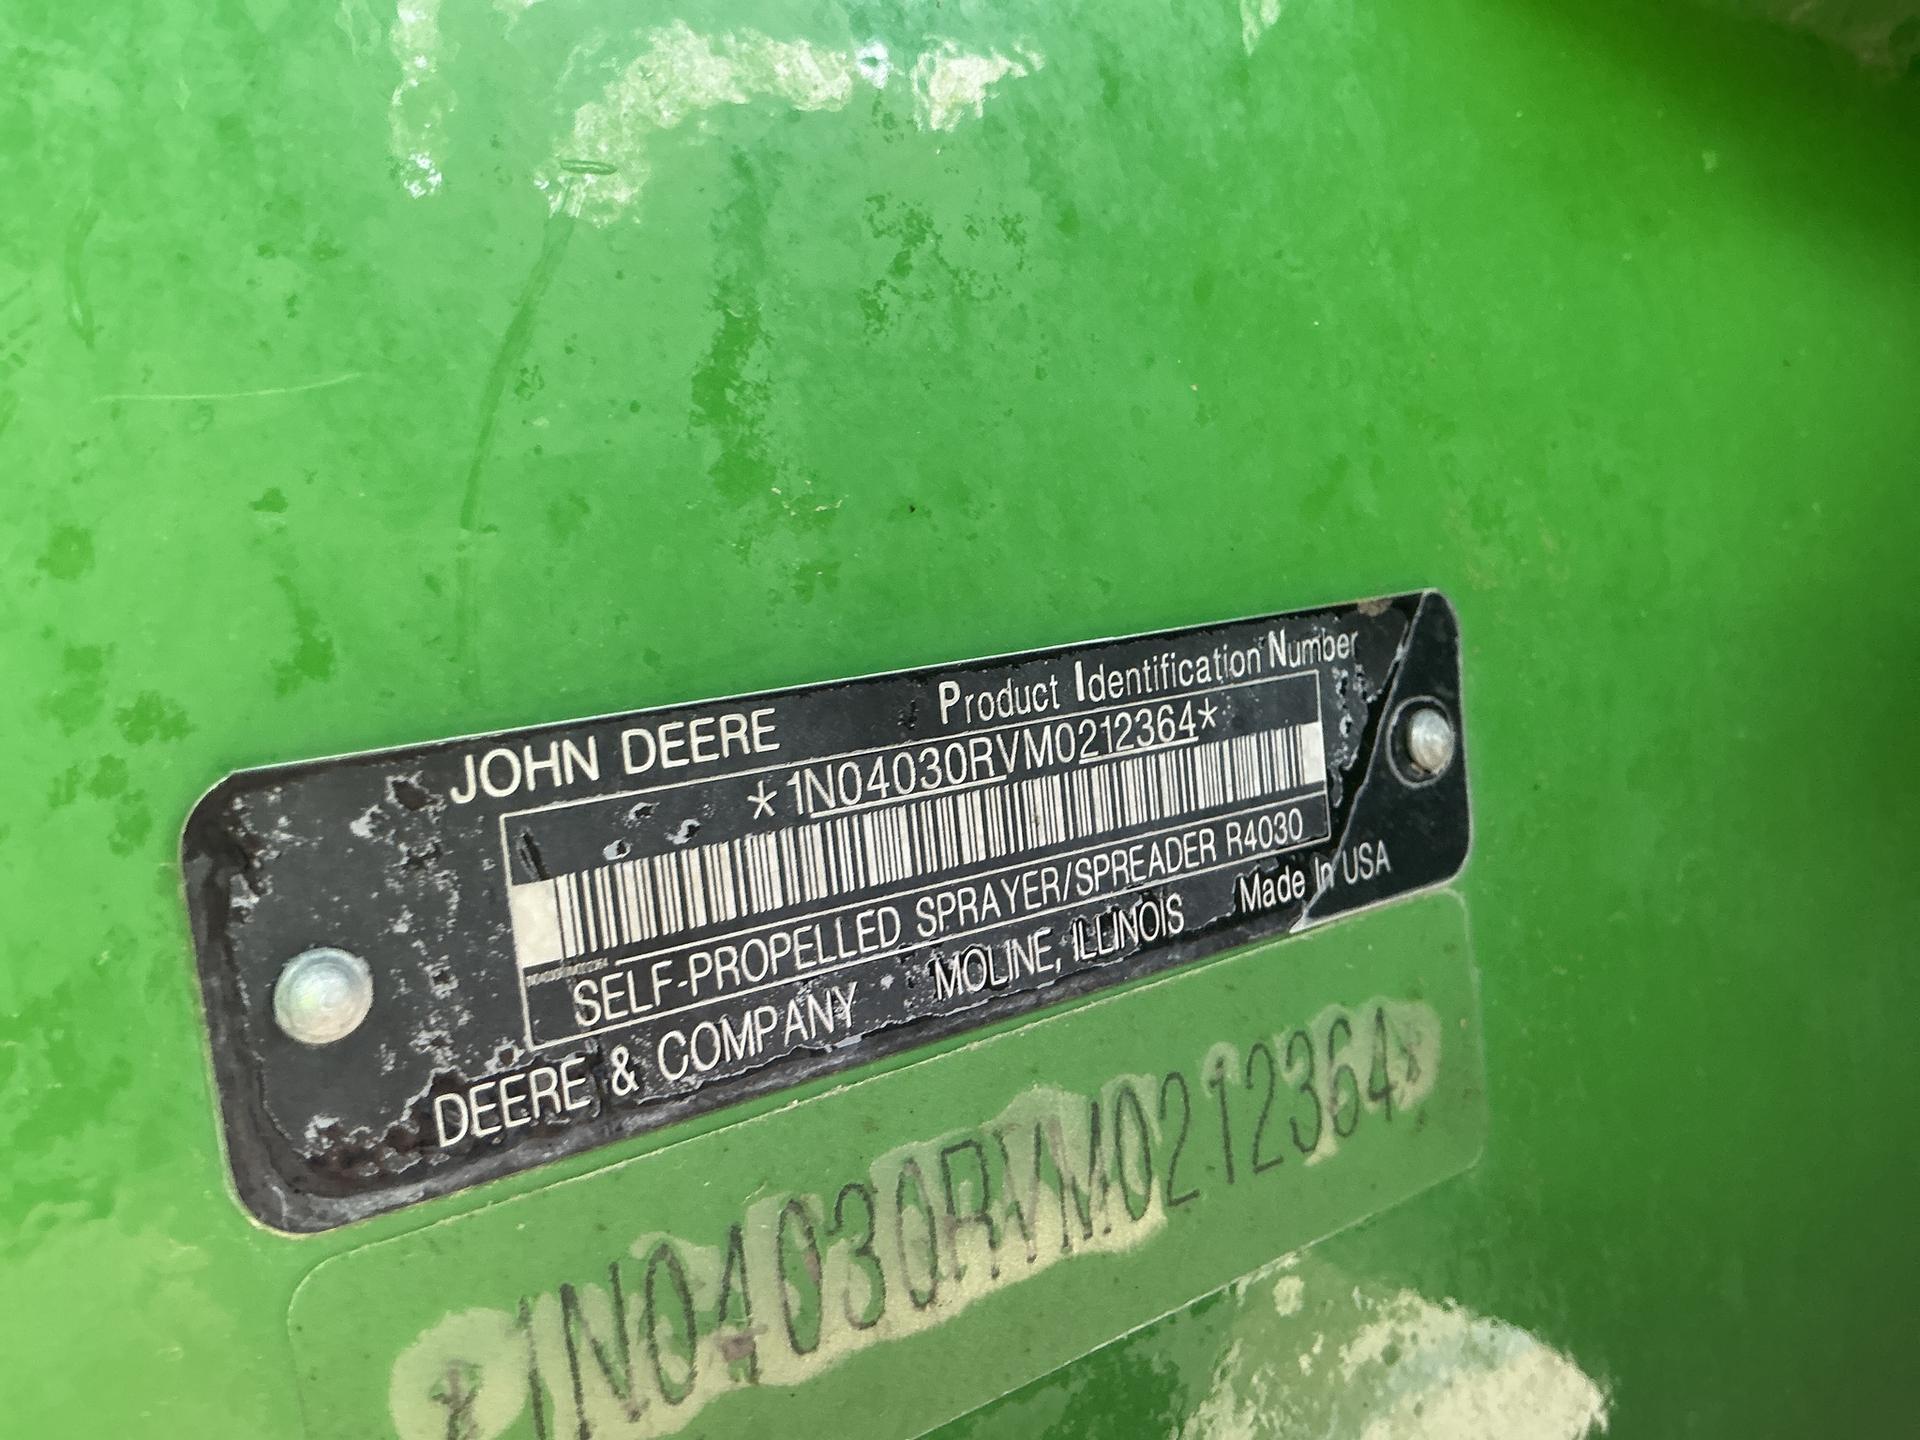 JOHN DEERE
Product Identification Number
*1N04030RVM0212364*
1N04030RVM0212364
SELF-PROPELLED SPRAYER/SPREADER R4030
DEERE & COMPANY MOLINE, ILLINOIS Made In USA
*1N04030RVM0212364*